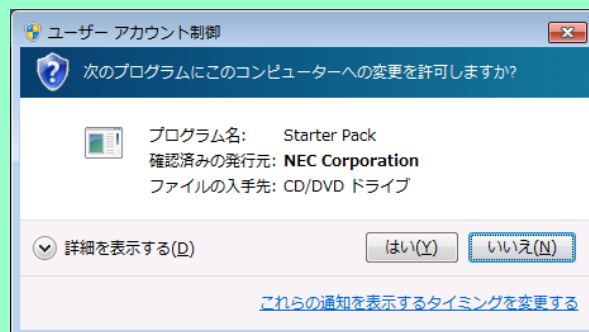 ユーザー アカウント制御
次のプログラムにこのコンピューターへの変更を許可しますか?
プログラム名: Starter Pack
確認済みの発行元: NEC Corporation
ファイルの入手先: CD/DVD ドライブ
詳細を表示する(D) はい(Y) いいえ(N)
これらの通知を表示するタイミングを変更する